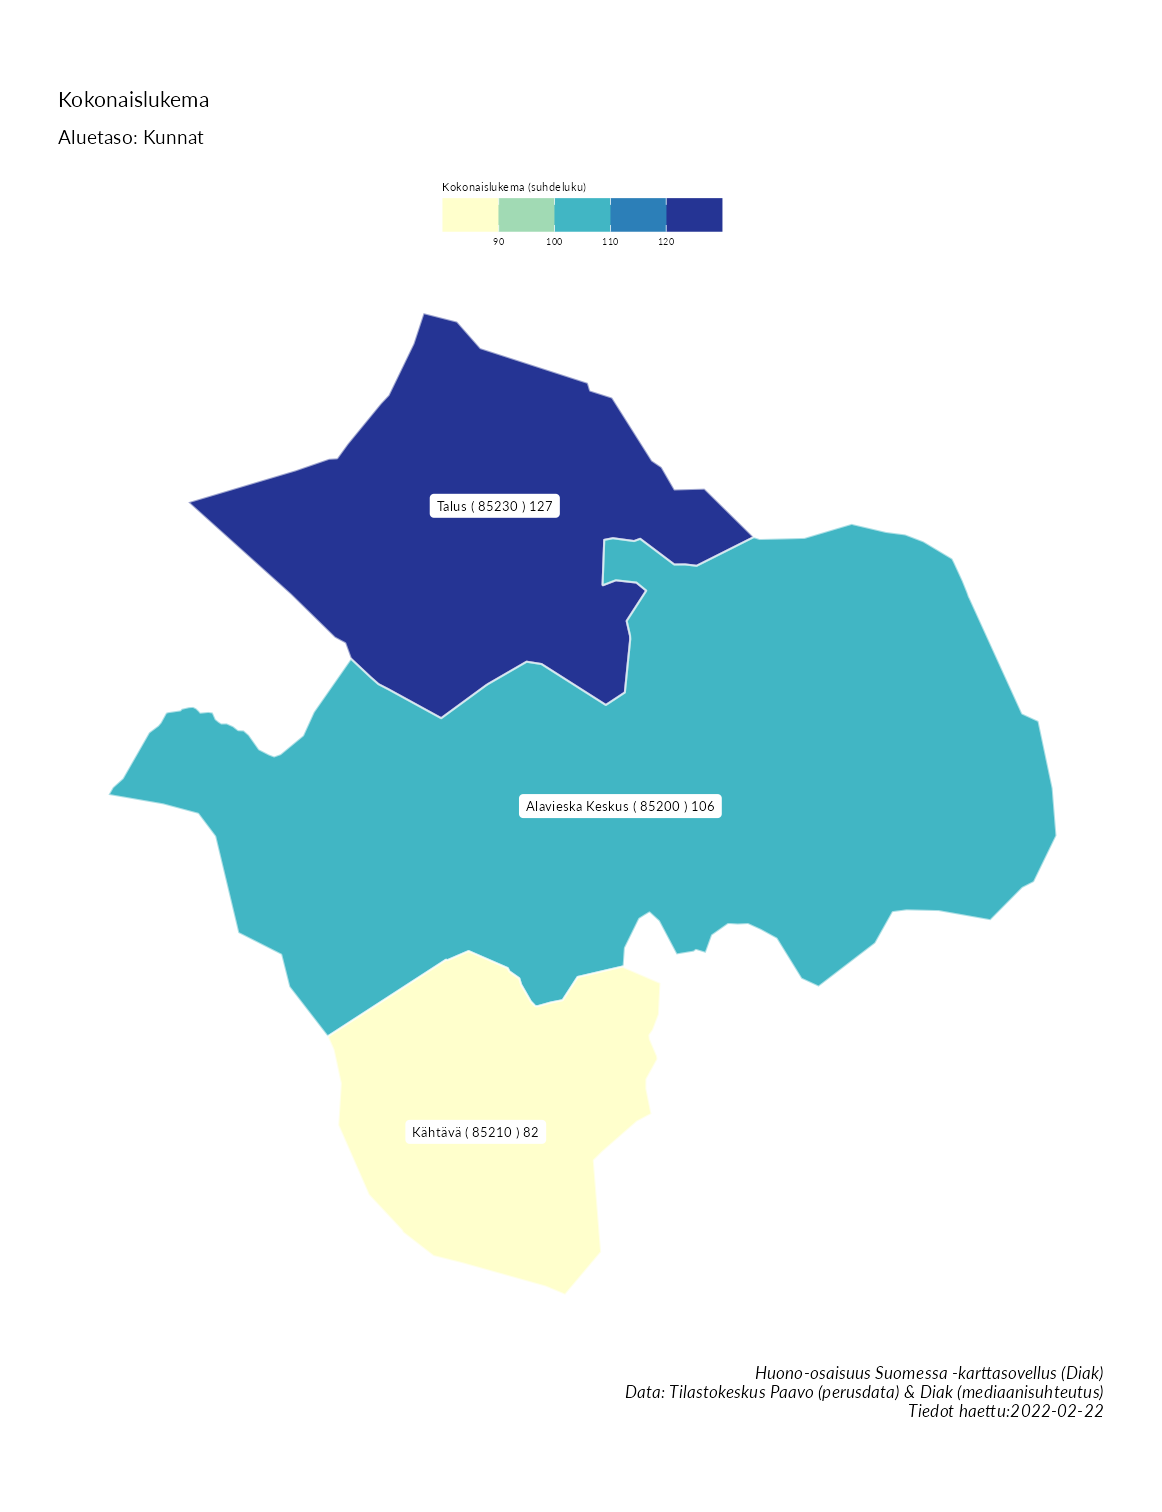 Kokonaislukema
Aluetaso: Kunnat
Kokonaislukema (suhdeluku)
90 100 110 120
Talus ( 85230 ) 127
Alavieska Keskus ( 85200 ) 106
Kähtävä ( 85210 ) 82
Huono-osaisuus Suomessa -karttasovellus (Diak)
Data: Tilastokeskus Paavo (perusdata) & Diak (mediaanisuhteutus)
Tiedot haettu:2022-02-22